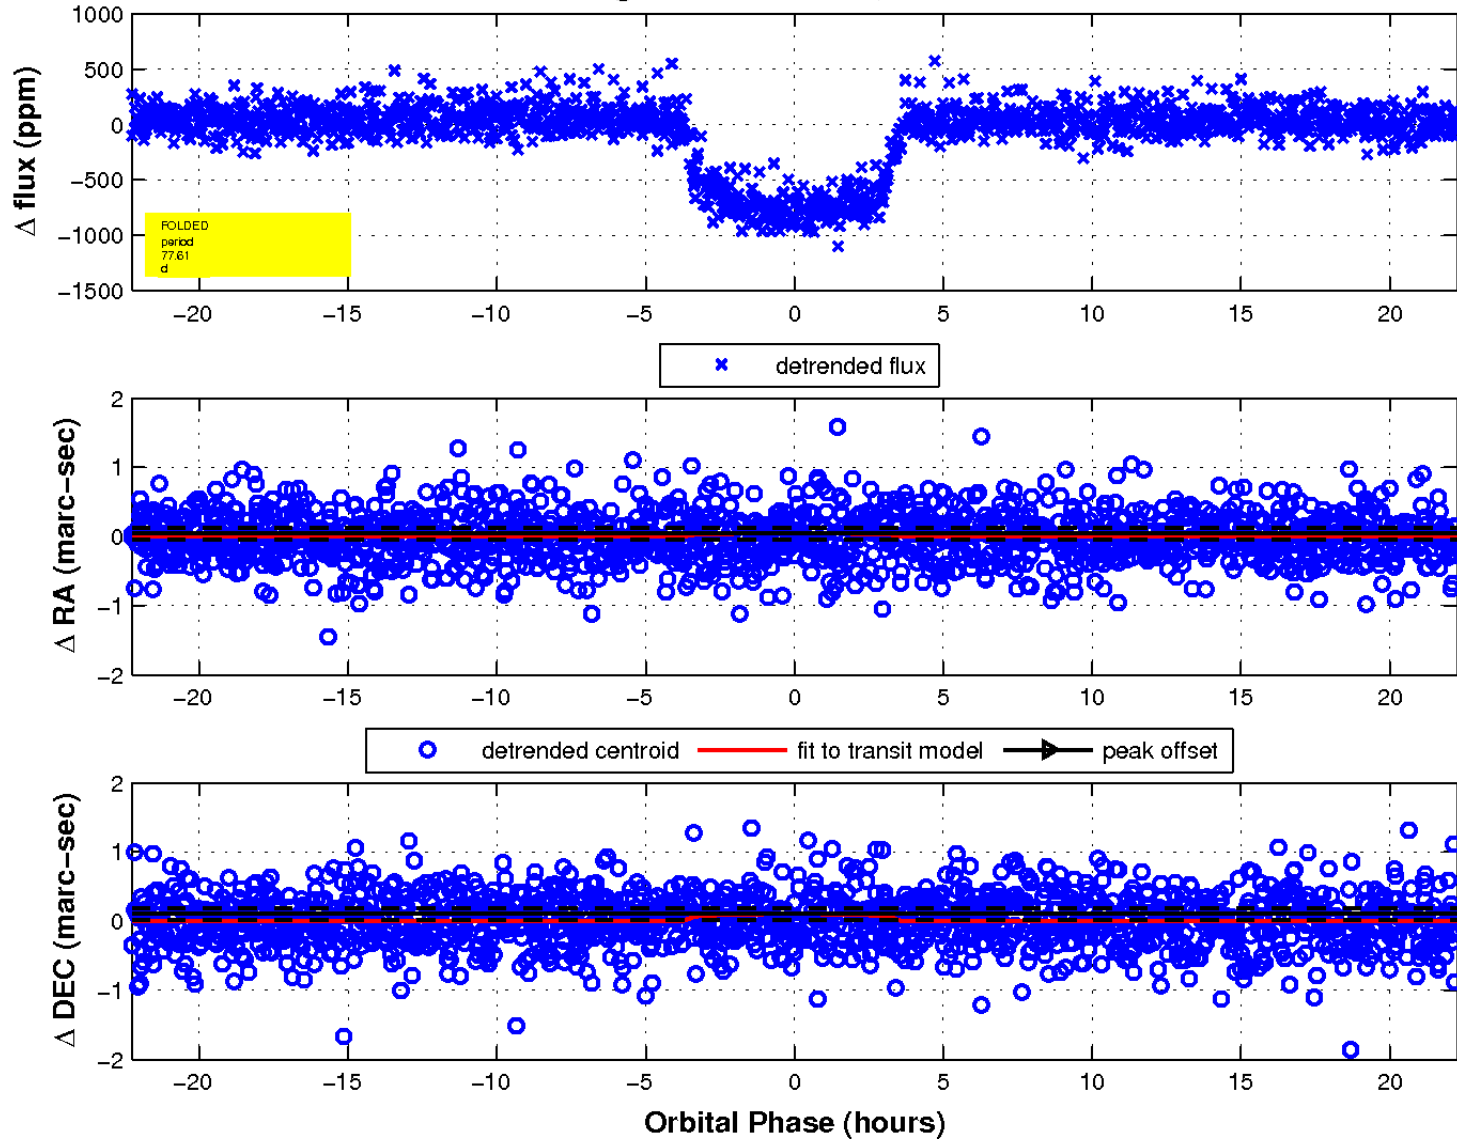 1000
500
0
−500
−1000
−1500
Δ flux (ppm)
FOLDED
period
77.61
d
−20 −15 −10 −5 0 5 10 15 20
detrended flux
2
1
0
−1
−2
Δ RA (marc−sec)
−20 −15 −10 −5 0 5 10 15 20
detrended centroid fit to transit model peak offset
2
1
0
−1
−2
Δ DEC (marc−sec)
−20 −15 −10 −5 0 5 10 15 20
Orbital Phase (hours)